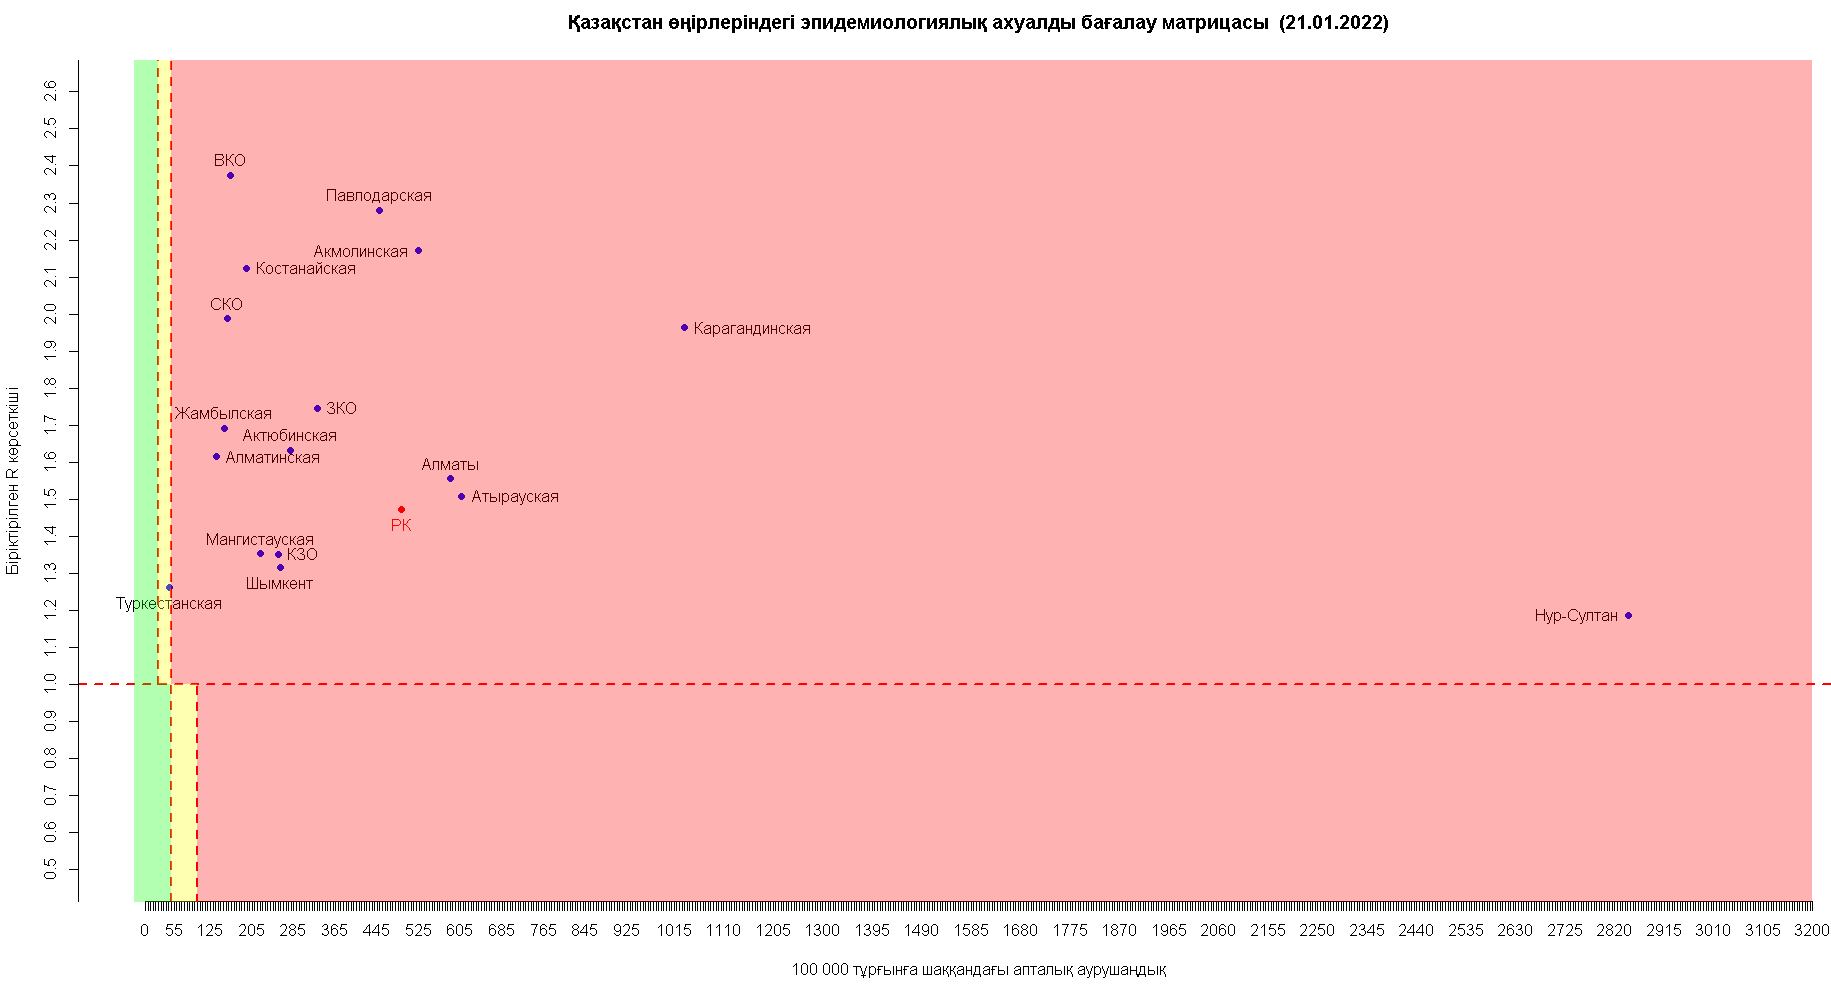 Қазақстан өңірлеріндегі эпидемиологиялық ахуалды бағалау матрицасы (21.01.2022)
Біріктірілген R көрсеткіші
2.6
2.5
2.4
2.3
2.2
2.1
2.0
1.9
1.8
1.7
1.6
1.5
1.4
1.3
1.2
1.1
1.0
0.9
0.8
0.7
0.6
0.5
ВКО
Павлодарская
Акмолинская
Костанайская
СКО
Карагандинская
ЗКО
Жамбылская
Актюбинская
Алматинская
Алматы
Атырауская
РК
Мангистауская
КЗО
Шымкент
Туркестанская
Нур-Султан
0 55 125 205 285 365 445 525 605 685 765 845 925 1015 1110 1205 1300 1395 1490 1585 1680 1775 1870 1965 2060 2155 2250 2345 2440 2535 2630 2725 2820 2915 3010 3105 3200
100 000 тұрғынға шаққандағы апталық аурушаңдық